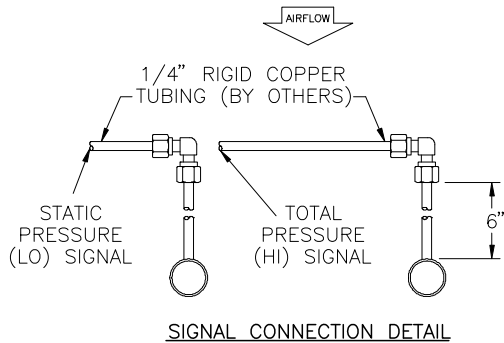 AIRFLOW
1/4" RIGID COPPER
TUBING (BY OTHERS)
STATIC
PRESSURE
(LO) SIGNAL
TOTAL
PRESSURE
(HI) SIGNAL
6"
SIGNAL CONNECTION DETAIL